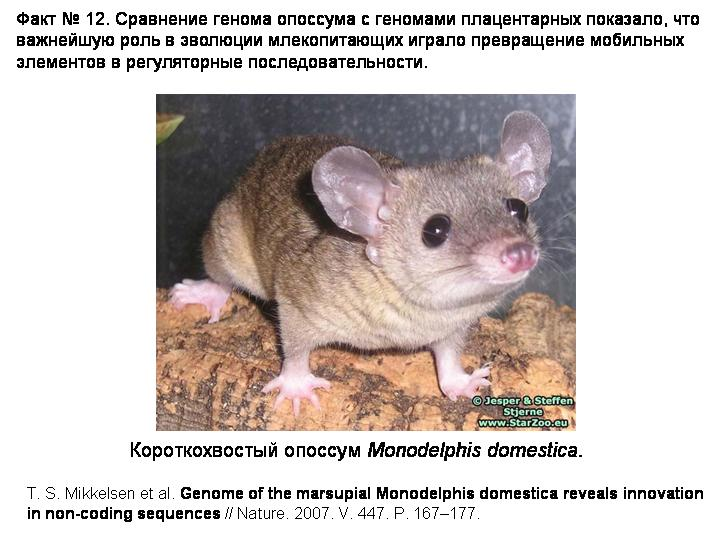 Факт № 12. Сравнение генома опоссума с геномами плацентарных показало, что
важнейшую роль в эволюции млекопитающих играло превращение мобильных
элементов в регуляторные последовательности.
© Jesper & Steffen
Stjerne
www.StarZoo.eu
Короткохвостый опоссум Monodelphis domestica.
T. S. Mikkelsen et al. Genome of the marsupial Monodelphis domestica reveals innovation
in non-coding sequences // Nature. 2007. V. 447. P. 167–177.